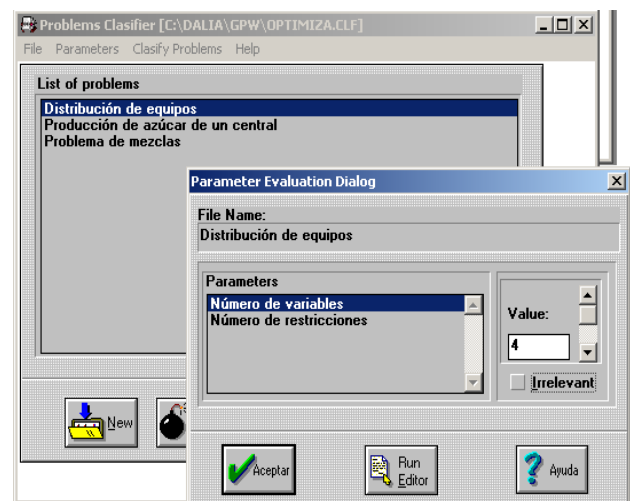 Problems Clasifier [C:\DALIA\GPW\OPTIMIZA.CLF]
File Parameters Clasify Problems Help
List of problems
Distribución de equipos
Producción de azúcar de un central
Problema de mezclas
New
Parameter Evaluation Dialog
File Name:
Distribución de equipos
Parameters
Número de variables
Número de restricciones
Value:
4
Irrelevant
Aceptar
Run
Editor
Ayuda